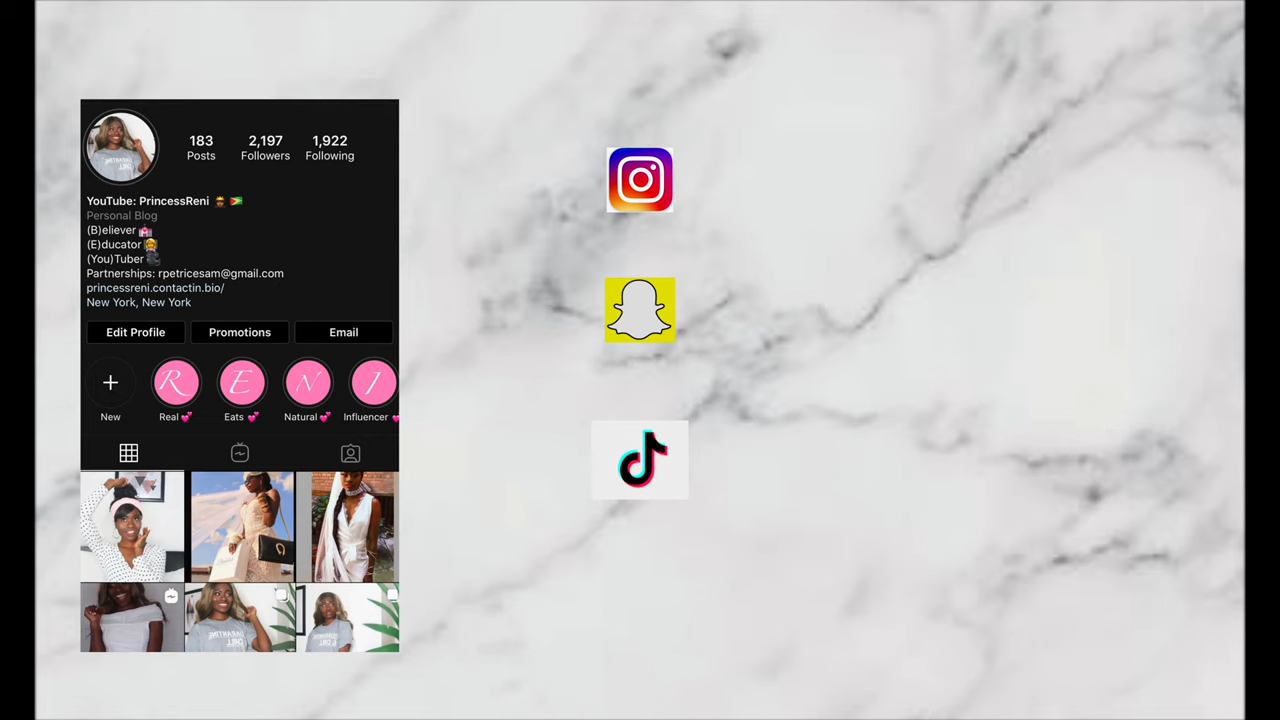 183 2,197 1,922
Posts Followers Following
YouTube: PrincessReni
Personal Blog
(B)eliever
(E)ducator
(You)Tuber
Partnerships: rpetricesam@gmail.com
princessreni.contactin.bio/
New York, New York
Edit Profile Promotions Email
R E N I
New Real Eats Natural Influencer